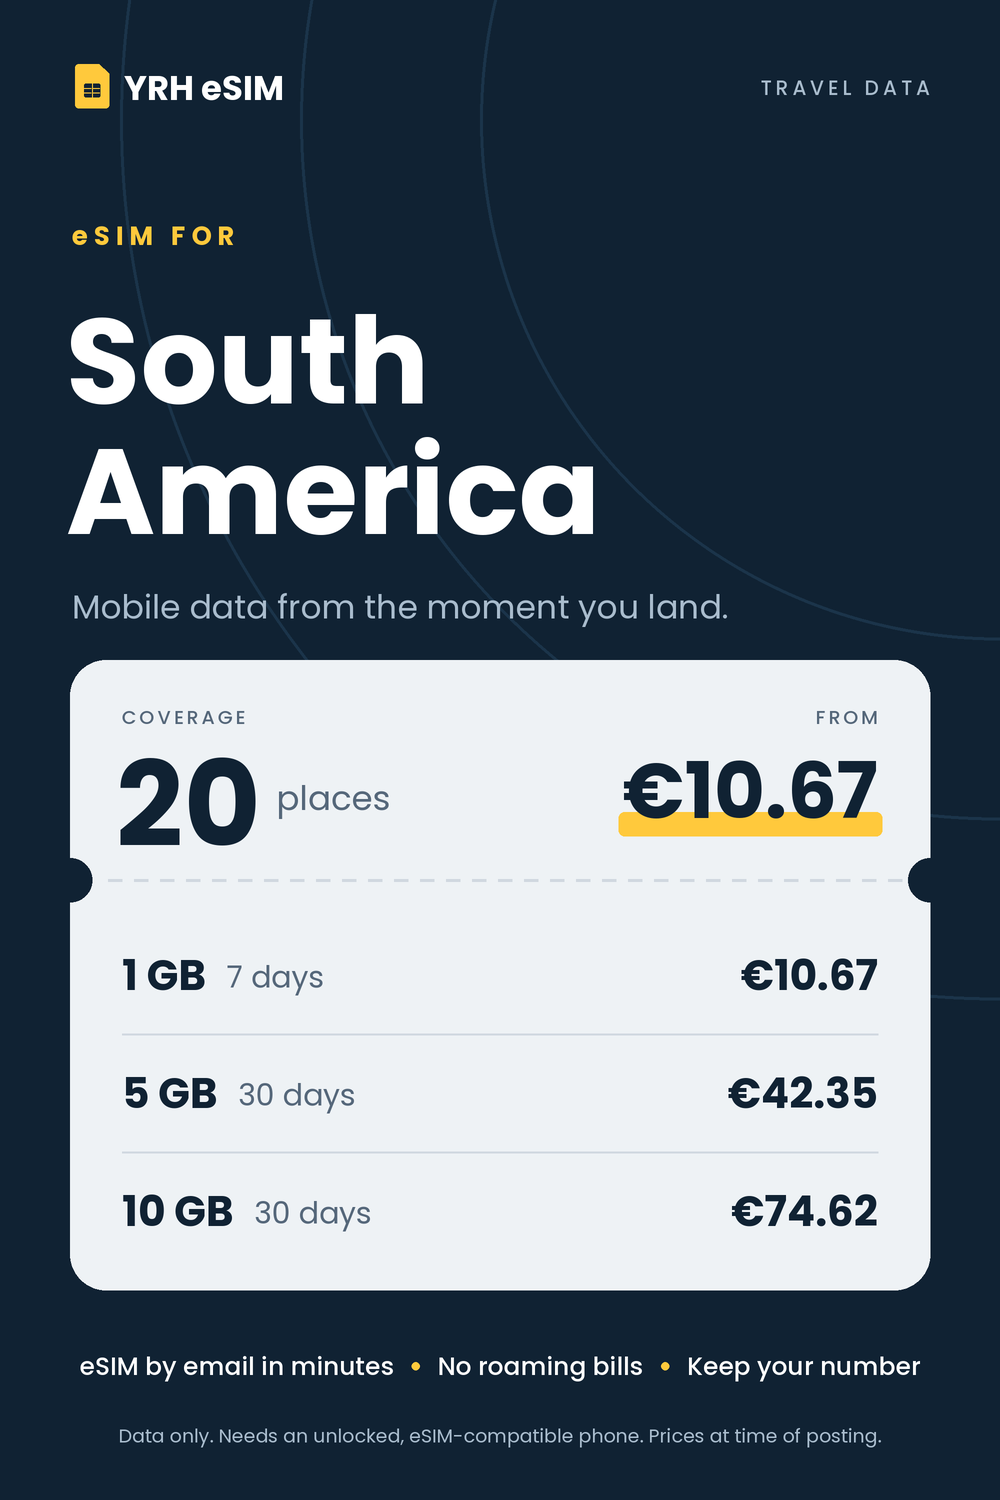 YRH eSIM
TRAVEL DATA
eSIM FOR
South
America
Mobile data from the moment you land.
COVERAGE
FROM
20 places
€10.67
1 GB 7 days €10.67
5 GB 30 days €42.35
10 GB 30 days €74.62
eSIM by email in minutes • No roaming bills • Keep your number
Data only. Needs an unlocked, eSIM-compatible phone. Prices at time of posting.